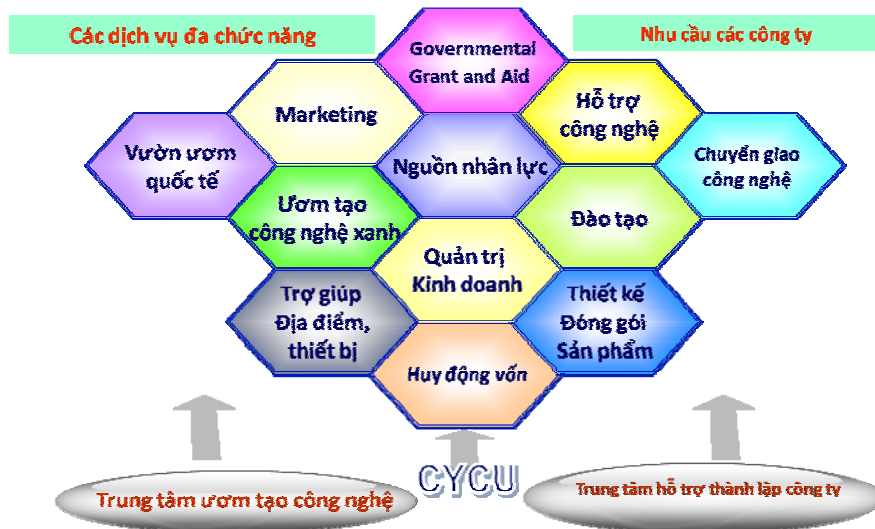 Các dịch vụ đa chức năng
Nhu cầu các công ty
Governmental
Grant and Aid
Marketing
Hỗ trợ
công nghệ
Vườn ươm
quốc tế
Nguồn nhân lực
Chuyển giao
công nghệ
Ươm tạo
công nghệ xanh
Đào tạo
Quản trị
Kinh doanh
Trợ giúp
Địa điểm,
thiết bị
Thiết kế
Đóng gói
Sản phẩm
Huy động vốn
CYCU
Trung tâm ươm tạo công nghệ
Trung tâm hỗ trợ thành lập công ty